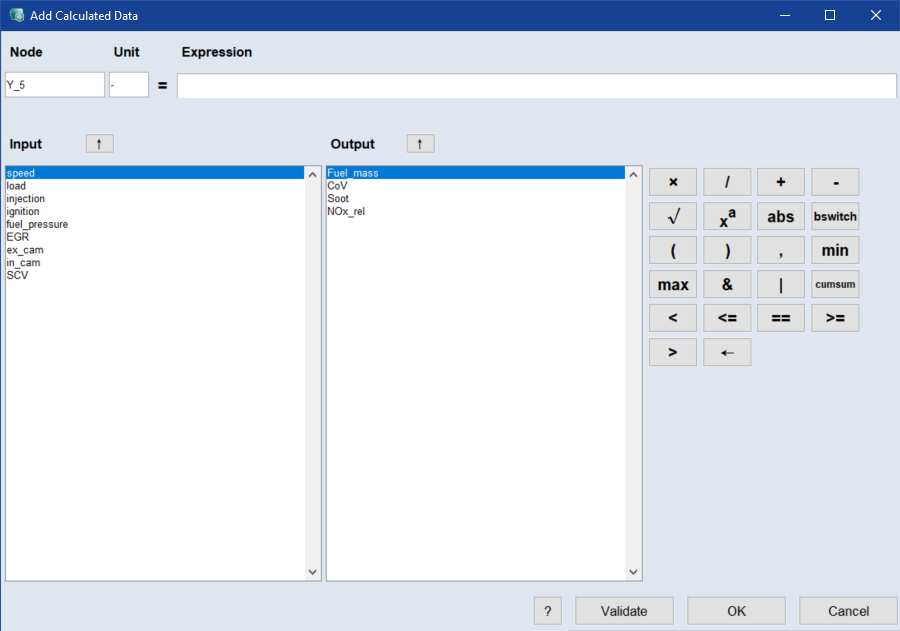 Add Calculated Data
Node Unit Expression
Y_5 - =
Input ↑ Output ↑
speed
load
injection
ignition
fuel_pressure
EGR
ex_cam
in_cam
SCV
Fuel_mass
CoV
Soot
NOx_rel
× / + -
√ xᵃ abs bswitch
( ) , min
max & | cumsum
< <= == >=
> ←
? Validate OK Cancel